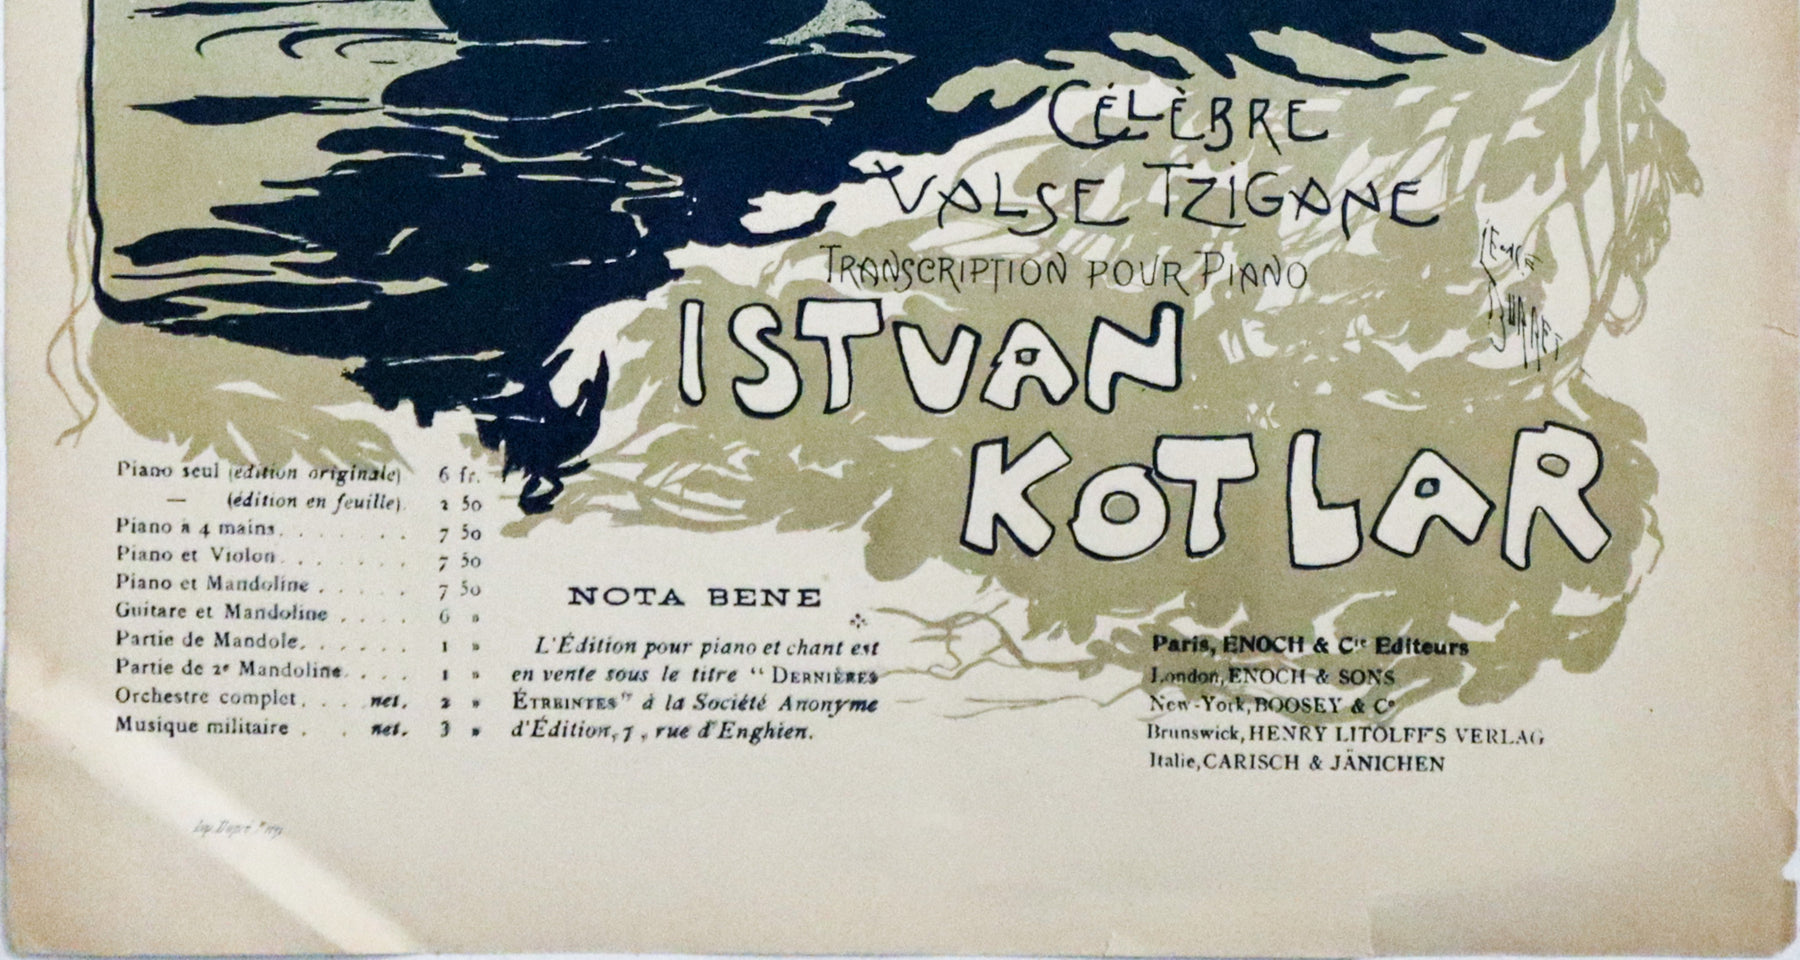 CÉLÈBRE
VALSE TZIGANE
TRANSCRIPTION POUR PIANO
ISTVAN
KOTLAR
Piano seul (édition originale) 6 fr.
— (édition en feuille). 2 50
Piano à 4 mains. . . . . . . 7 50
Piano et Violon . . . . . . . 7 50
Piano et Mandoline . . . . . 7 50
Guitare et Mandoline . . . . 6 »
Partie de Mandole. . . . . . 1 »
Partie de 2e Mandoline. . . . 1 »
Orchestre complet. . . net. 2 »
Musique militaire . . net. 3 »
NOTA BENE
L'Édition pour piano et chant est
en vente sous le titre "DERNIÈRES
ÉTREINTES" à la Société Anonyme
d'Édition, 7, rue d'Enghien.
Paris, ENOCH & Cie Editeurs
London, ENOCH & SONS
New-York, BOOSEY & Co
Brunswick, HENRY LITOLFF'S VERLAG
Italie, CARISCH & JÄNICHEN